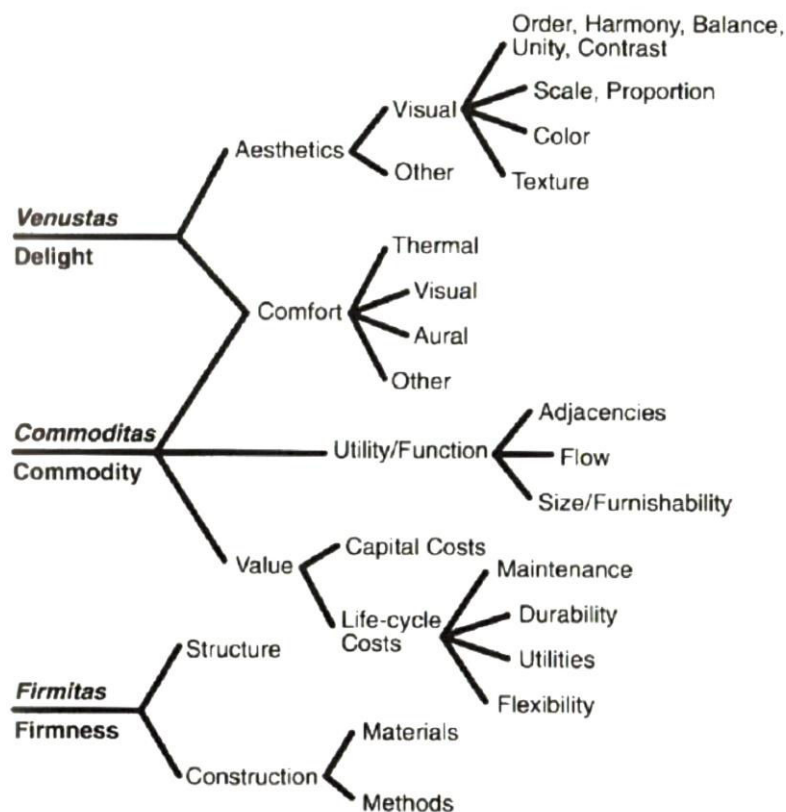 Order, Harmony, Balance,
Unity, Contrast
Visual
Scale, Proportion
Color
Aesthetics
Other
Texture
Venustas
Delight
Thermal
Visual
Comfort
Aural
Other
Adjacencies
Commoditas
Commodity
Utility/Function
Flow
Size/Furnishability
Capital Costs
Value
Maintenance
Life-cycle
Costs
Durability
Utilities
Flexibility
Structure
Firmitas
Firmness
Materials
Construction
Methods